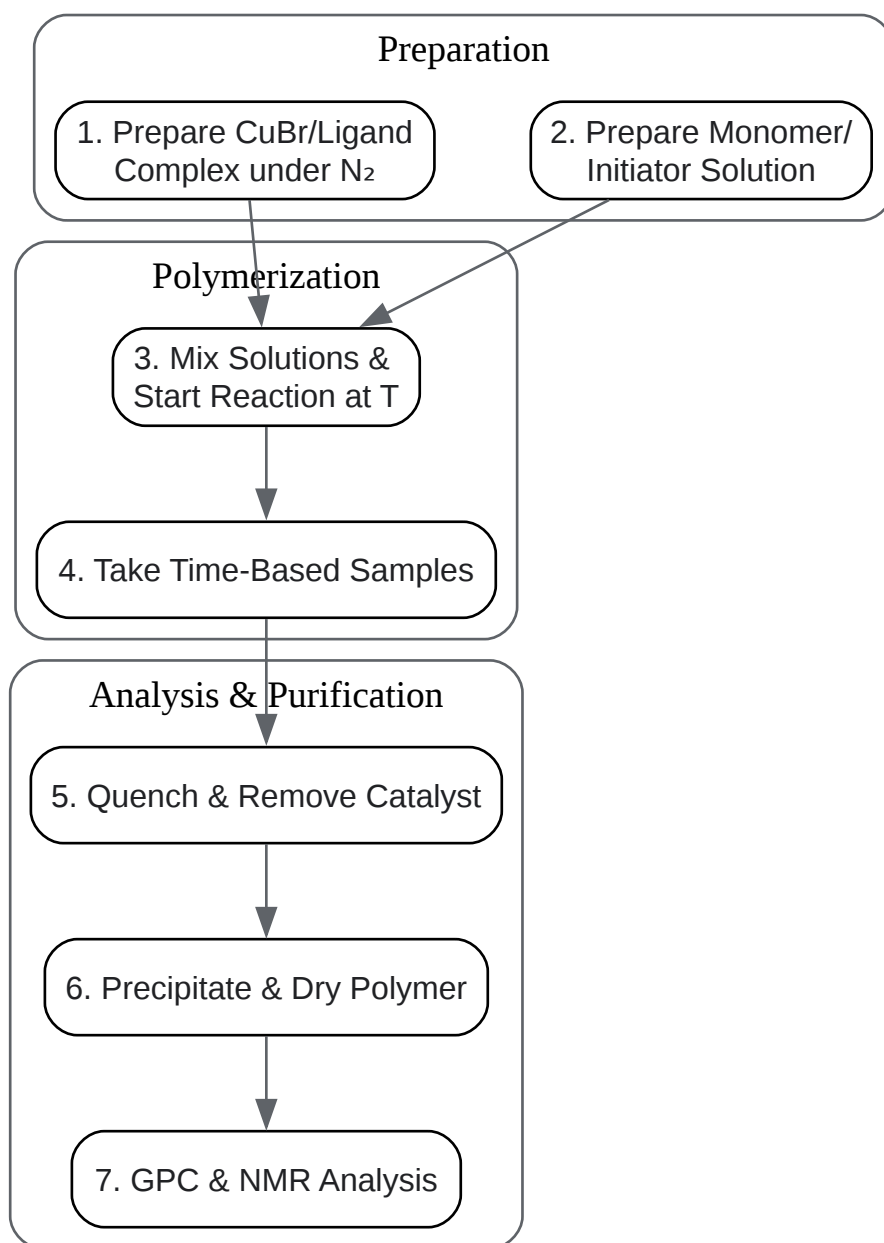 Preparation
1. Prepare CuBr/Ligand
Complex under N₂
2. Prepare Monomer/
Initiator Solution
Polymerization
3. Mix Solutions &
Start Reaction at T
4. Take Time-Based Samples
Analysis & Purification
5. Quench & Remove Catalyst
6. Precipitate & Dry Polymer
7. GPC & NMR Analysis